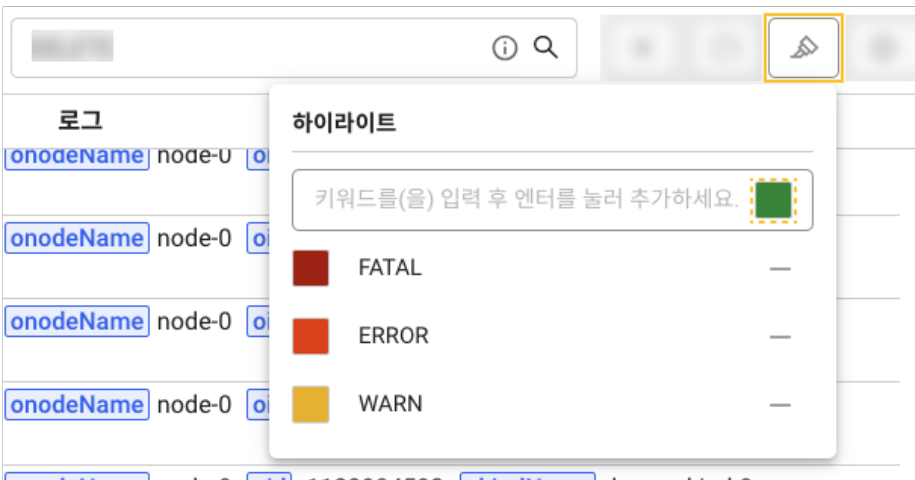 로그
하이라이트
onodeName node-0
키워드를(을) 입력 후 엔터를 눌러 추가하세요.
onodeName node-0
FATAL
onodeName node-0
ERROR
onodeName node-0
WARN